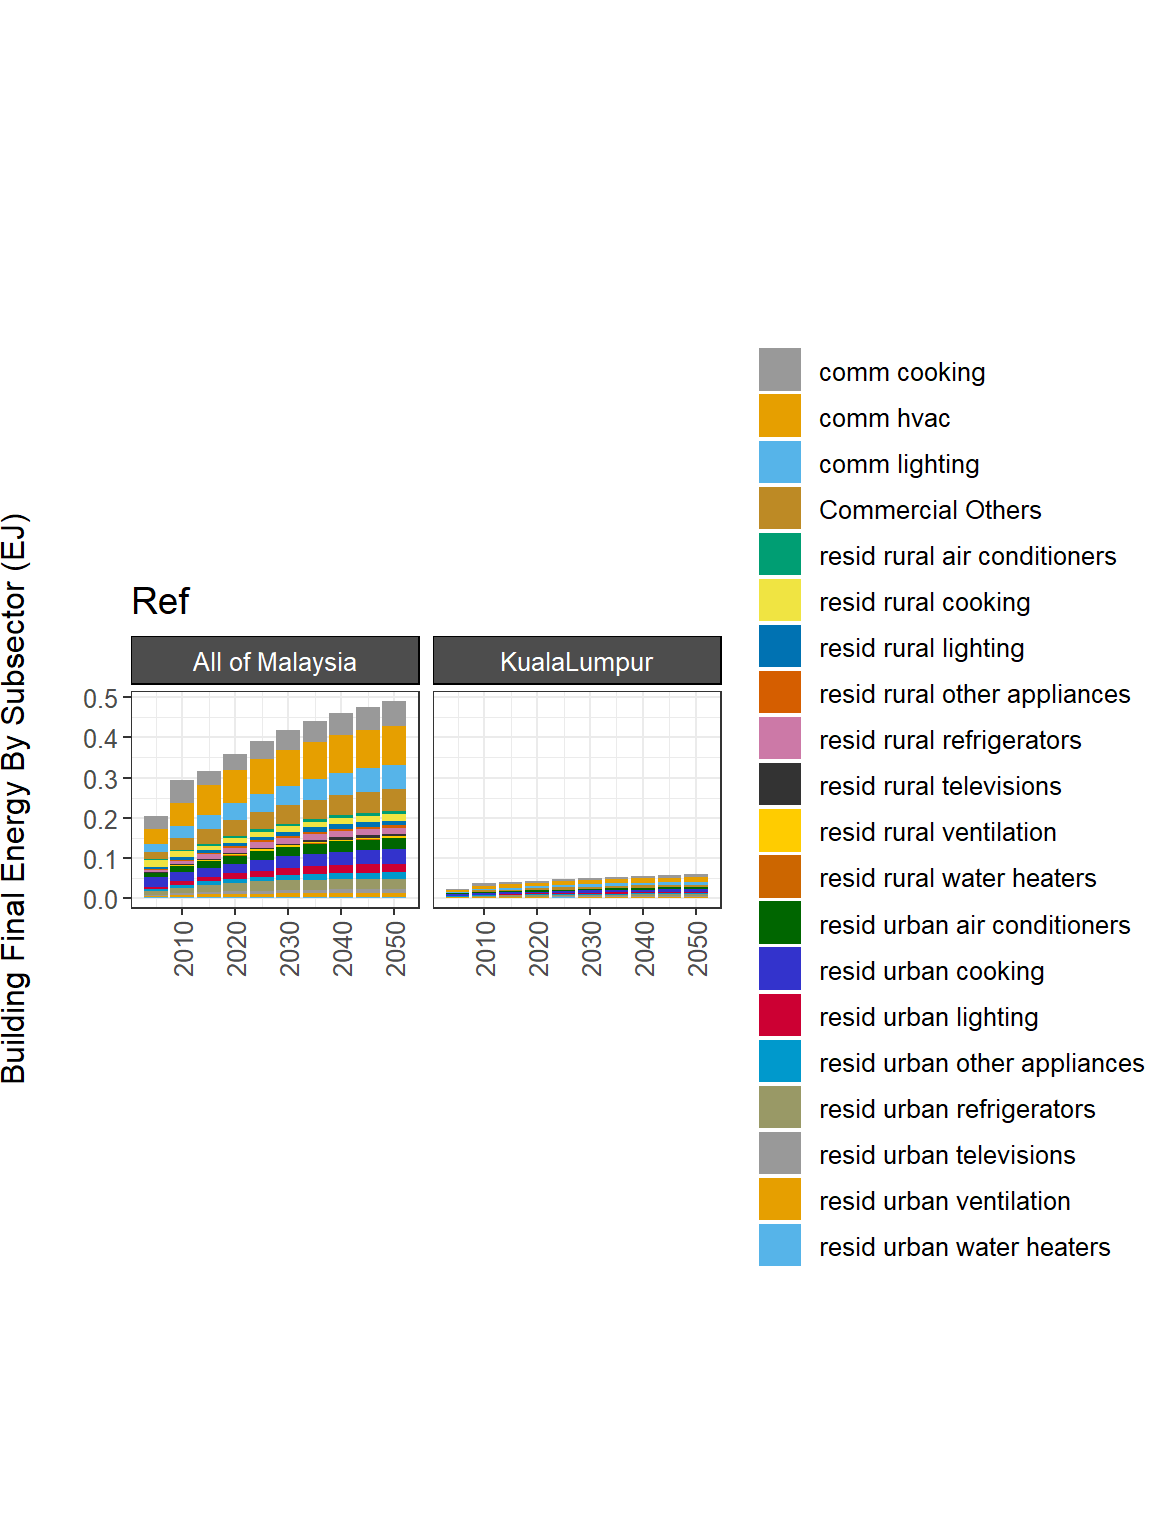 Building Final Energy By Subsector (EJ)
Ref
All of Malaysia
KualaLumpur
0.5
0.4
0.3
0.2
0.1
0.0
2010
2020
2030
2040
2050
2010
2020
2030
2040
2050
comm cooking
comm hvac
comm lighting
Commercial Others
resid rural air conditioners
resid rural cooking
resid rural lighting
resid rural other appliances
resid rural refrigerators
resid rural televisions
resid rural ventilation
resid rural water heaters
resid urban air conditioners
resid urban cooking
resid urban lighting
resid urban other appliances
resid urban refrigerators
resid urban televisions
resid urban ventilation
resid urban water heaters